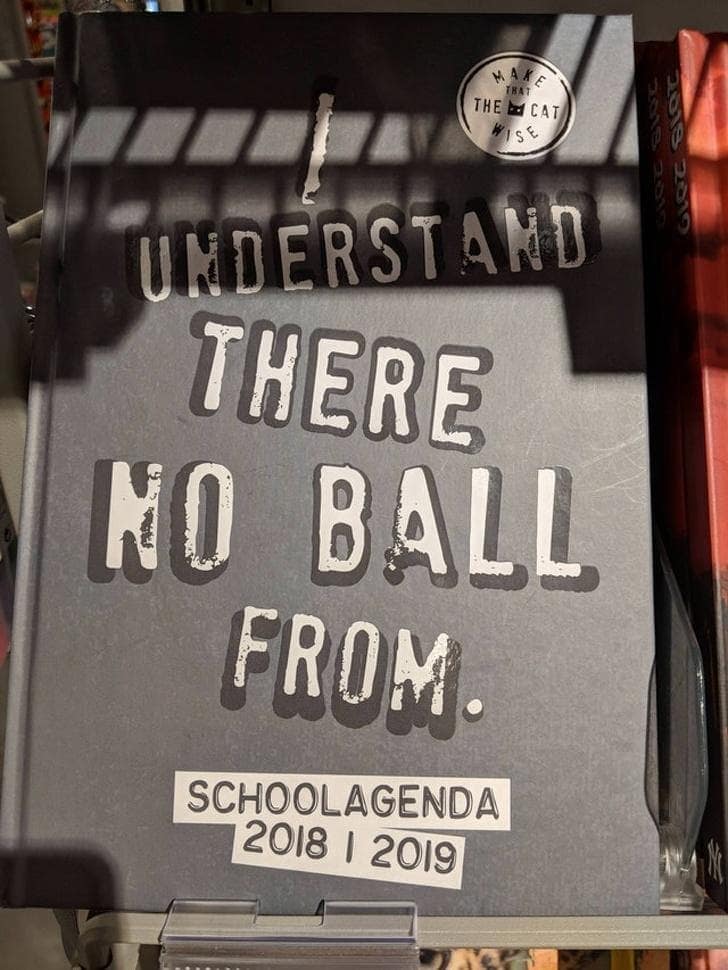 MAKE
THAT
THE CAT
WISE
I
UNDERSTAND
THERE
NO BALL
FROM.
SCHOOLAGENDA
2018 | 2019